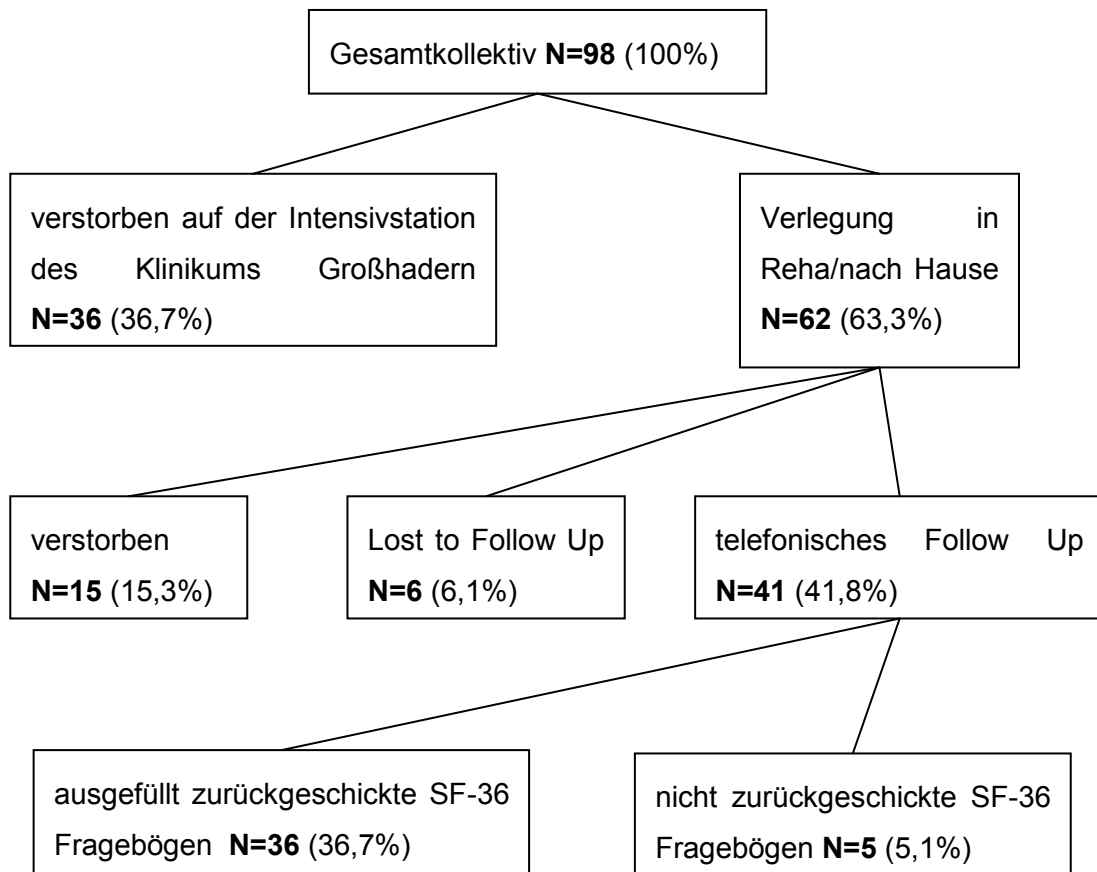 Gesamtkollektiv N=98 (100%)
verstorben auf der Intensivstation
des Klinikums Großhadern
N=36 (36,7%)
Verlegung in
Reha/nach Hause
N=62 (63,3%)
verstorben
N=15 (15,3%)
Lost to Follow Up
N=6 (6,1%)
telefonisches Follow Up
N=41 (41,8%)
ausgefüllt zurückgeschickte SF-36
Fragebögen N=36 (36,7%)
nicht zurückgeschickte SF-36
Fragebögen N=5 (5,1%)